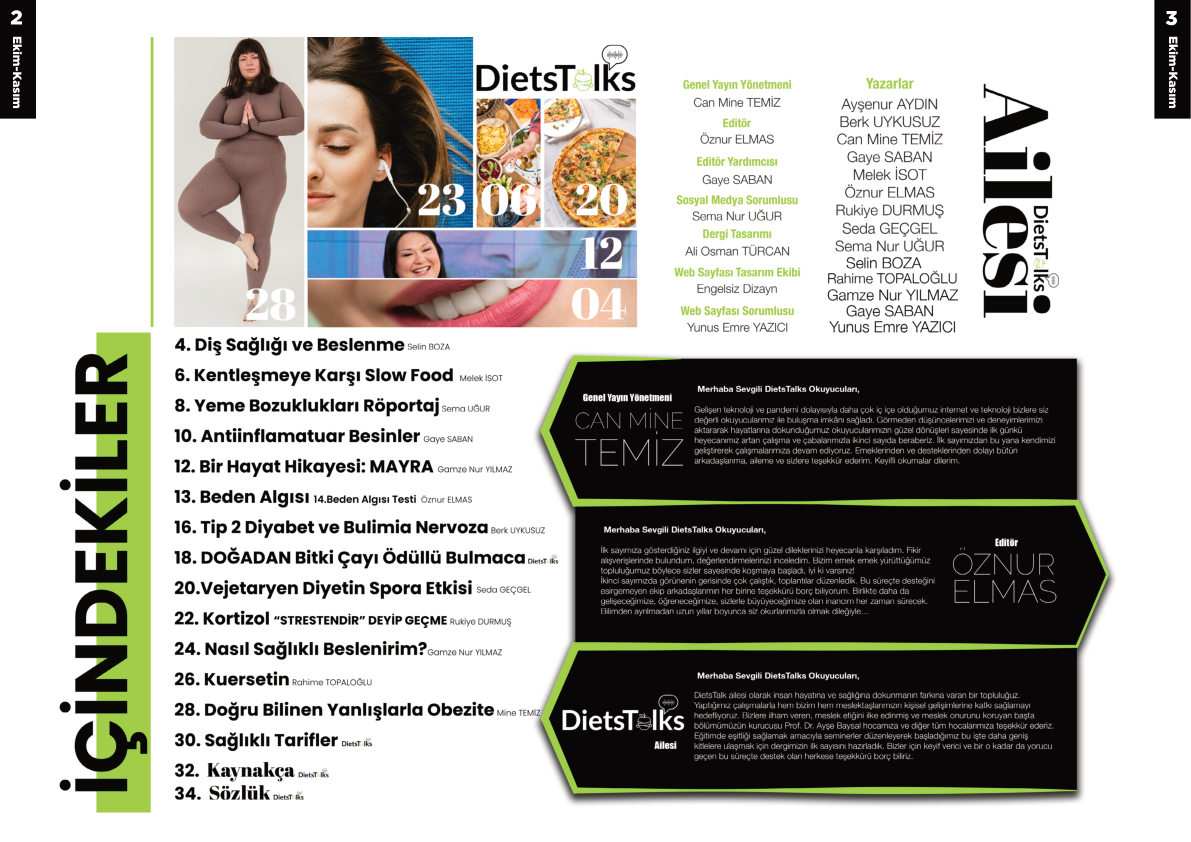 2
Ekim-Kasım
DietsTalks
23
06
20
12
28
04
İÇİNDEKİLER
4. Diş Sağlığı ve Beslenme Selin BOZA
6. Kentleşmeye Karşı Slow Food Melek İSOT
8. Yeme Bozuklukları Röportaj Sema UĞUR
10. Antiinflamatuar Besinler Gaye SABAN
12. Bir Hayat Hikayesi: MAYRA Gamze Nur YILMAZ
13. Beden Algısı 14.Beden Algısı Testi Öznur ELMAS
16. Tip 2 Diyabet ve Bulimia Nervoza Berk UYKUSUZ
18. DOĞADAN Bitki Çayı Ödüllü Bulmaca DietsTalks
20.Vejetaryen Diyetin Spora Etkisi Seda GEÇGEL
22. Kortizol “STRESTENDİR” DEYİP GEÇME Rukiye DURMUŞ
24. Nasıl Sağlıklı Beslenirim? Gamze Nur YILMAZ
26. Kuersetin Rahime TOPALOĞLU
28. Doğru Bilinen Yanlışlarla Obezite Mine TEMİZ
30. Sağlıklı Tarifler DietsTalks
32. Kaynakça DietsTalks
34. Sözlük DietsTalks
3
Ekim-Kasım
Genel Yayın Yönetmeni
Can Mine TEMİZ
Editör
Öznur ELMAS
Editör Yardımcısı
Gaye SABAN
Sosyal Medya Sorumlusu
Sema Nur UĞUR
Dergi Tasarımı
Ali Osman TÜRCAN
Web Sayfası Tasarım Ekibi
Engelsiz Dizayn
Web Sayfası Sorumlusu
Yunus Emre YAZICI
Yazarlar
Ayşenur AYDIN
Berk UYKUSUZ
Can Mine TEMİZ
Gaye SABAN
Melek İSOT
Öznur ELMAS
Rukiye DURMUŞ
Seda GEÇGEL
Sema Nur UĞUR
Selin BOZA
Rahime TOPALOĞLU
Gamze Nur YILMAZ
Gaye SABAN
Yunus Emre YAZICI
DietsTalks
Ailesi
Genel Yayın Yönetmeni
CAN MİNE
TEMİZ
Merhaba Sevgili DietsTalks Okuyucuları,
Gelişen teknoloji ve pandemi dolayısıyla daha çok iç içe olduğumuz internet ve teknoloji bizlere siz
değerli okuyucularımız ile buluşma imkânı sağladı. Görmeden düşüncelerimizi ve deneyimlerimizi
aktararak hayatlarına dokunduğumuz okuyucularımızın güzel dönüşleri sayesinde ilk günkü
heyecanımız artan çalışma ve çabalarımızla ikinci sayıda beraberiz. İlk sayımızdan bu yana kendimizi
geliştirerek çalışmalarımıza devam ediyoruz. Emeklerinden ve desteklerinden dolayı bütün
arkadaşlarıma, aileme ve sizlere teşekkür ederim. Keyifli okumalar dilerim.
Merhaba Sevgili DietsTalks Okuyucuları,
İlk sayımıza gösterdiğiniz ilgiyi ve devamı için güzel dileklerinizi heyecanla karşıladım. Fikir
alışverişlerinde bulundum, değerlendirmelerinizi inceledim. Bizim emek emek yürüttüğümüz
topluluğumuz böylece sizler sayesinde koşmaya başladı, iyi ki varsınız!
İkinci sayımızda görünenin gerisinde çok çalıştık, toplantılar düzenledik. Bu süreçte desteğini
esirgemeyen ekip arkadaşlarımın her birine teşekkürü borç biliyorum. Birlikte daha da
gelişeceğimize, öğreneceğimize, sizlerle büyüyeceğimize olan inancım her zaman sürecek.
Bilimden ayrılmadan uzun yıllar boyunca siz okurlarımızla olmak dileğiyle...
Editör
ÖZNUR
ELMAS
DietsTalks
Ailesi
Merhaba Sevgili DietsTalks Okuyucuları,
DietsTalk ailesi olarak insan hayatına ve sağlığına dokunmanın farkına varan bir topluluğuz.
Yaptığımız çalışmalarla hem bizim hem meslektaşlarımızın kişisel gelişimlerine katkı sağlamayı
hedefliyoruz. Bizlere ilham veren, meslek etiğini ilke edinmiş ve meslek onurunu koruyan başta
bölümümüzün kurucusu Prof. Dr. Ayşe Baysal hocamıza ve diğer tüm hocalarımıza teşekkür ederiz.
Eğitimde eşitliği sağlamak amacıyla seminerler düzenleyerek başladığımız bu işte daha geniş
kitlelere ulaşmak için dergimizin ilk sayısını hazırladık. Bizler için keyif verici ve bir o kadar da yorucu
geçen bu süreçte destek olan herkese teşekkürü borç biliriz.